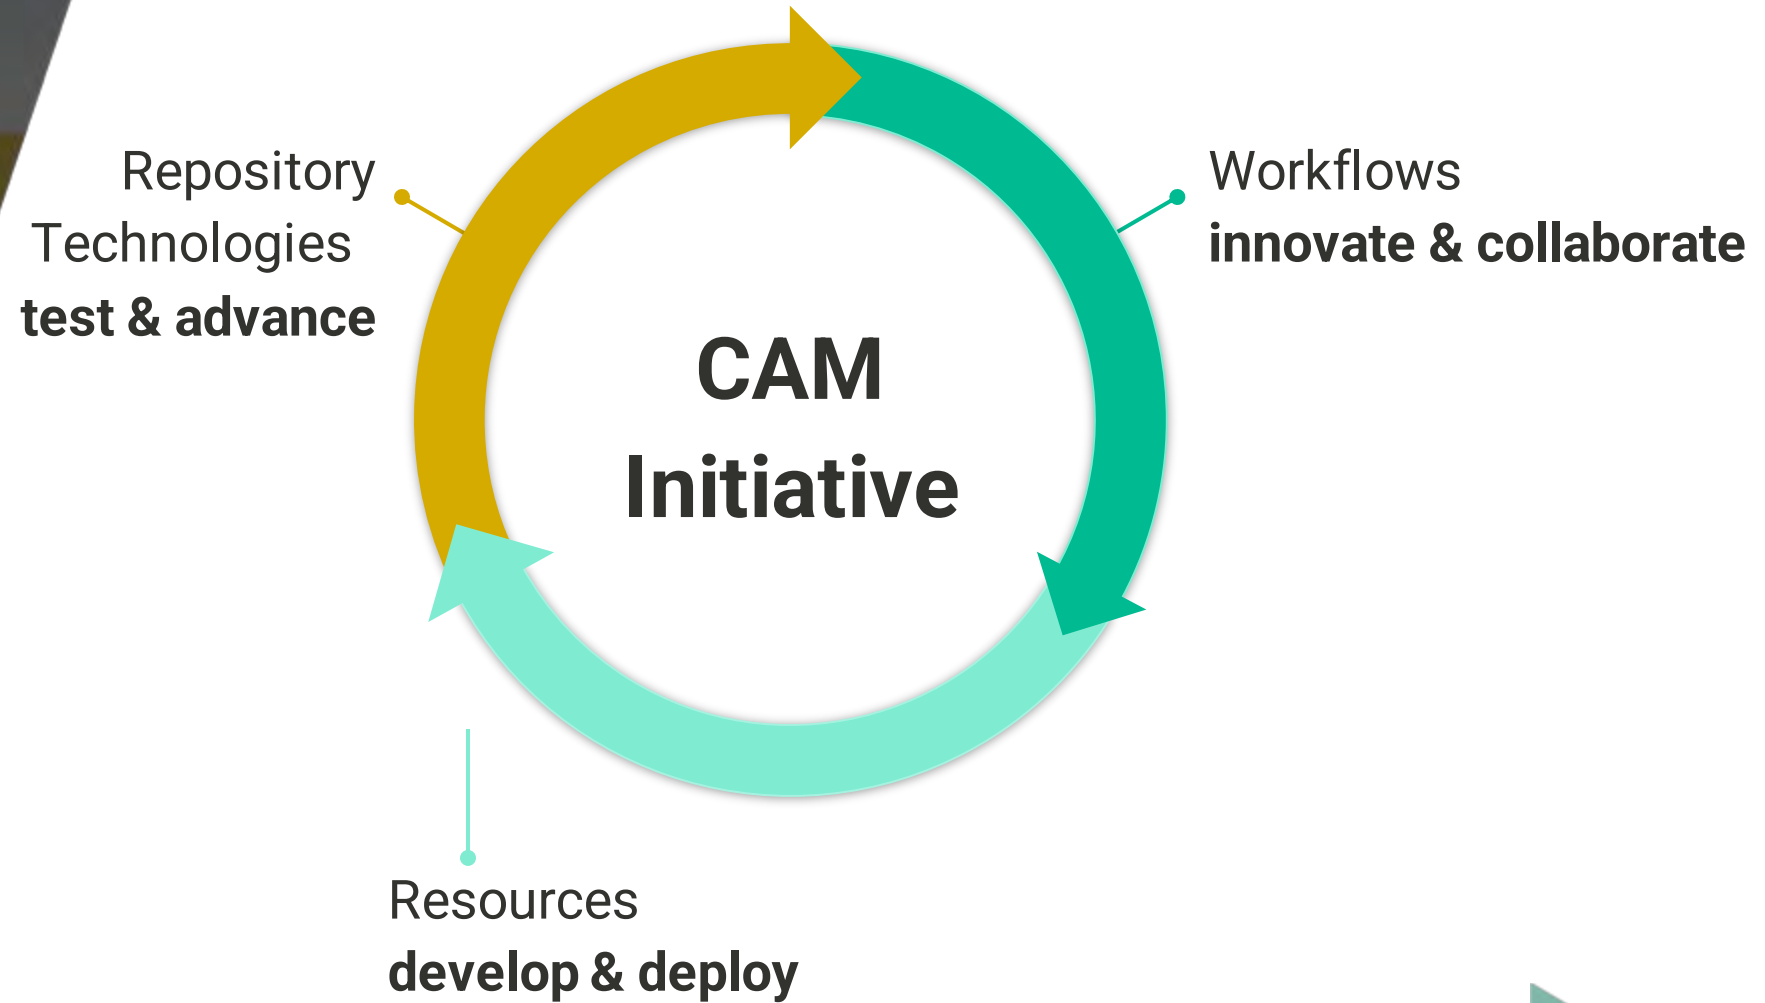 Repository
Technologies
test & advance
Workflows
innovate & collaborate
CAM
Initiative
Resources
develop & deploy